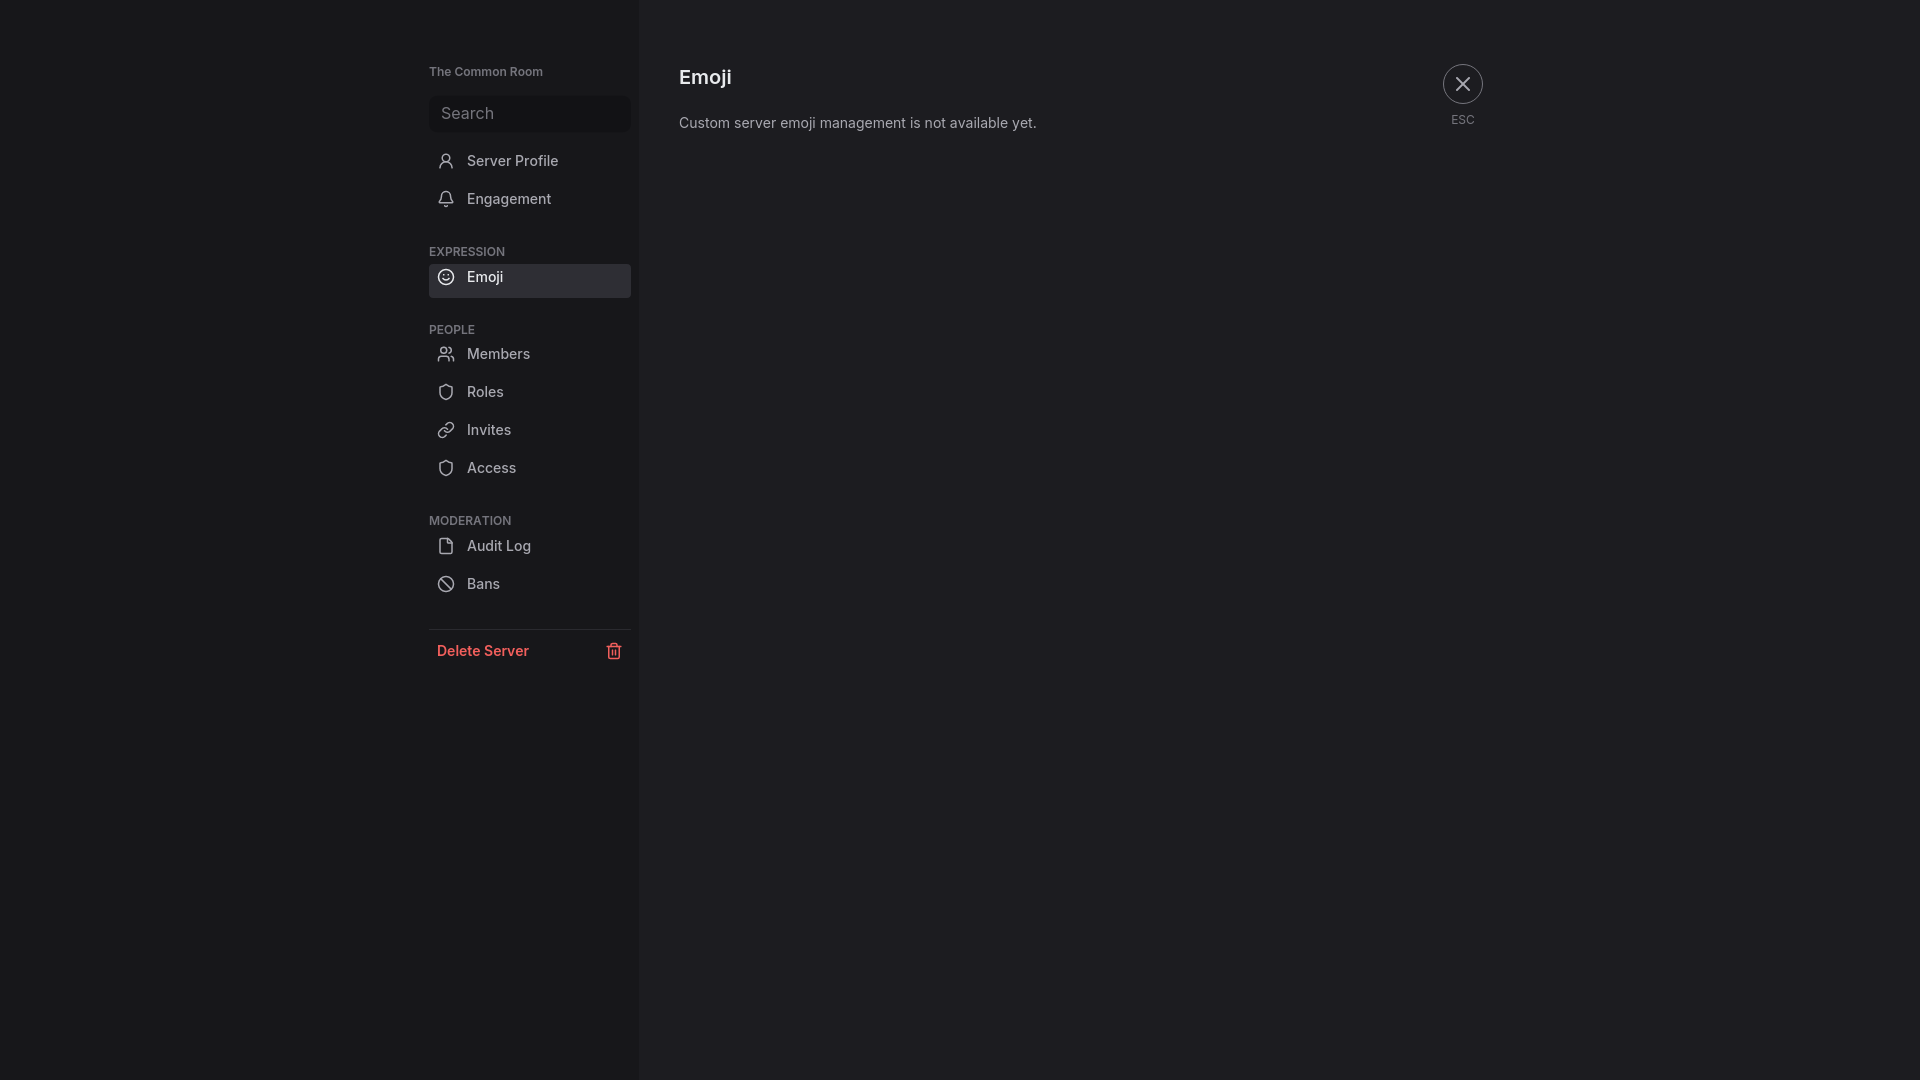 The Common Room
Search
Server Profile
Engagement
EXPRESSION
Emoji
PEOPLE
Members
Roles
Invites
Access
MODERATION
Audit Log
Bans
Delete Server
Emoji
Custom server emoji management is not available yet.
ESC